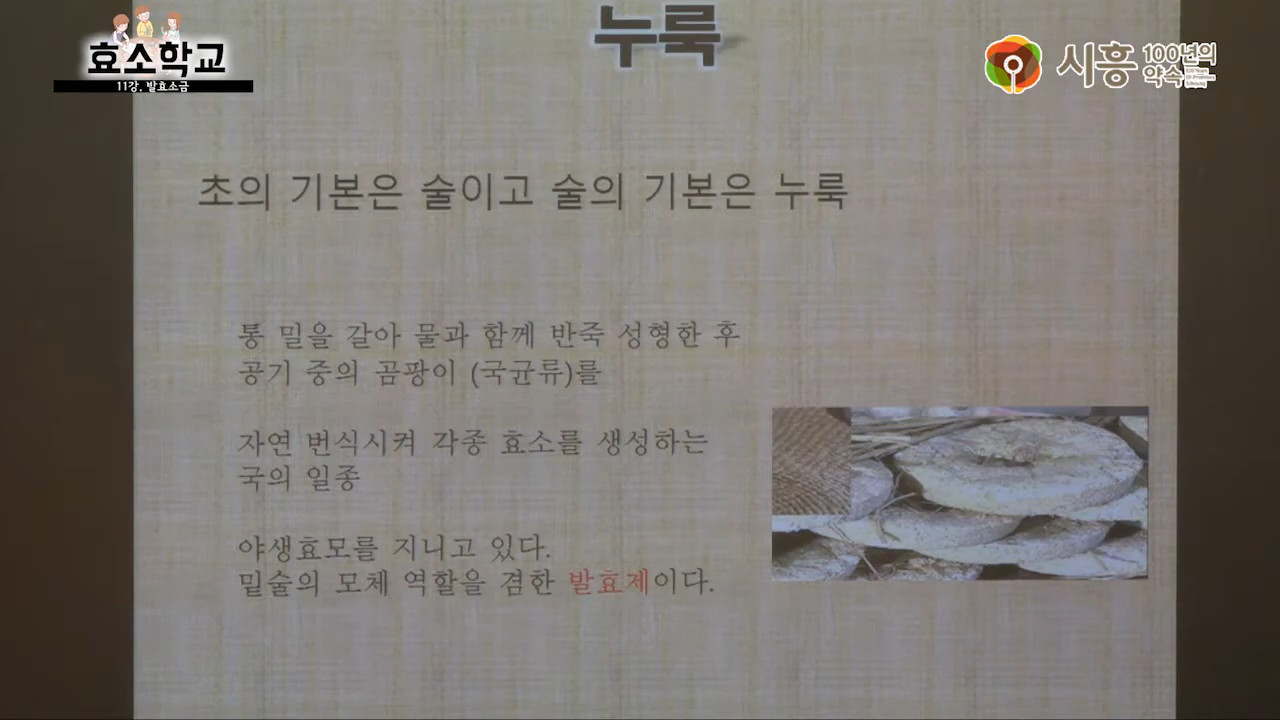 누룩
효소학교
11강. 발효소금
시흥
100년의
약속
초의 기본은 술이고 술의 기본은 누룩
통 밀을 갈아 물과 함께 반죽 성형한 후
공기 중의 곰팡이 (국균류)를
자연 번식시켜 각종 효소를 생성하는
국의 일종
야생효모를 지니고 있다.
밑술의 모체 역할을 겸한 발효제이다.